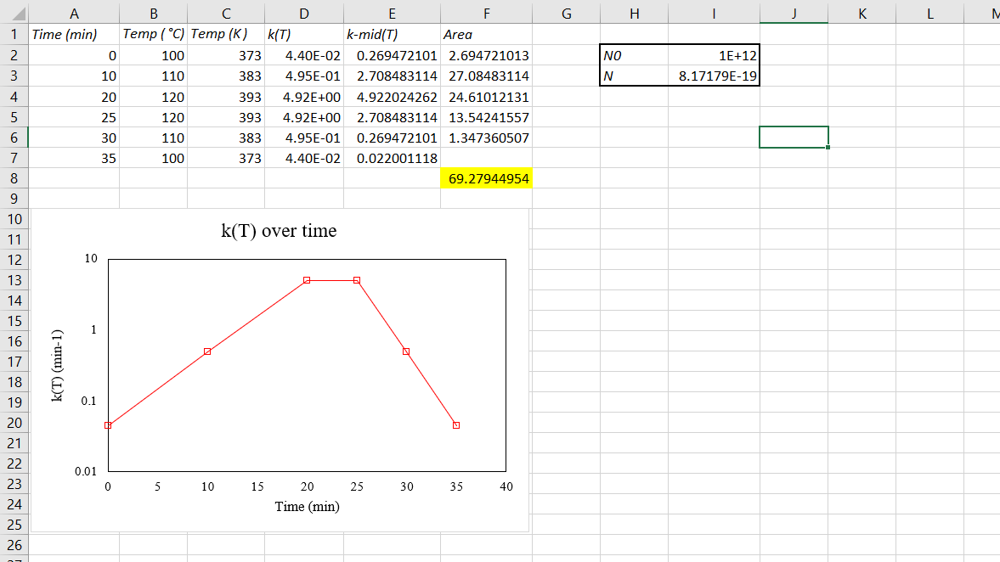 A B C D E F G H I J K L M
1 Time (min) Temp (°C) Temp (K) k(T) k-mid(T) Area
2 0 100 373 4.40E-02 0.269472101 2.694721013 N0 1E+12
3 10 110 383 4.95E-01 2.708483114 27.08483114 N 8.17179E-19
4 20 120 393 4.92E+00 4.922024262 24.61012131
5 25 120 393 4.92E+00 2.708483114 13.54241557
6 30 110 383 4.95E-01 0.269472101 1.347360507
7 35 100 373 4.40E-02 0.022001118
8 69.27944954
9
10
11
12
13
14
15
16
17
18
19
20
21
22
23
24
25
26
27
k(T) over time
10
1
0.1
0.01
k(T) (min-1)
0 5 10 15 20 25 30 35 40
Time (min)